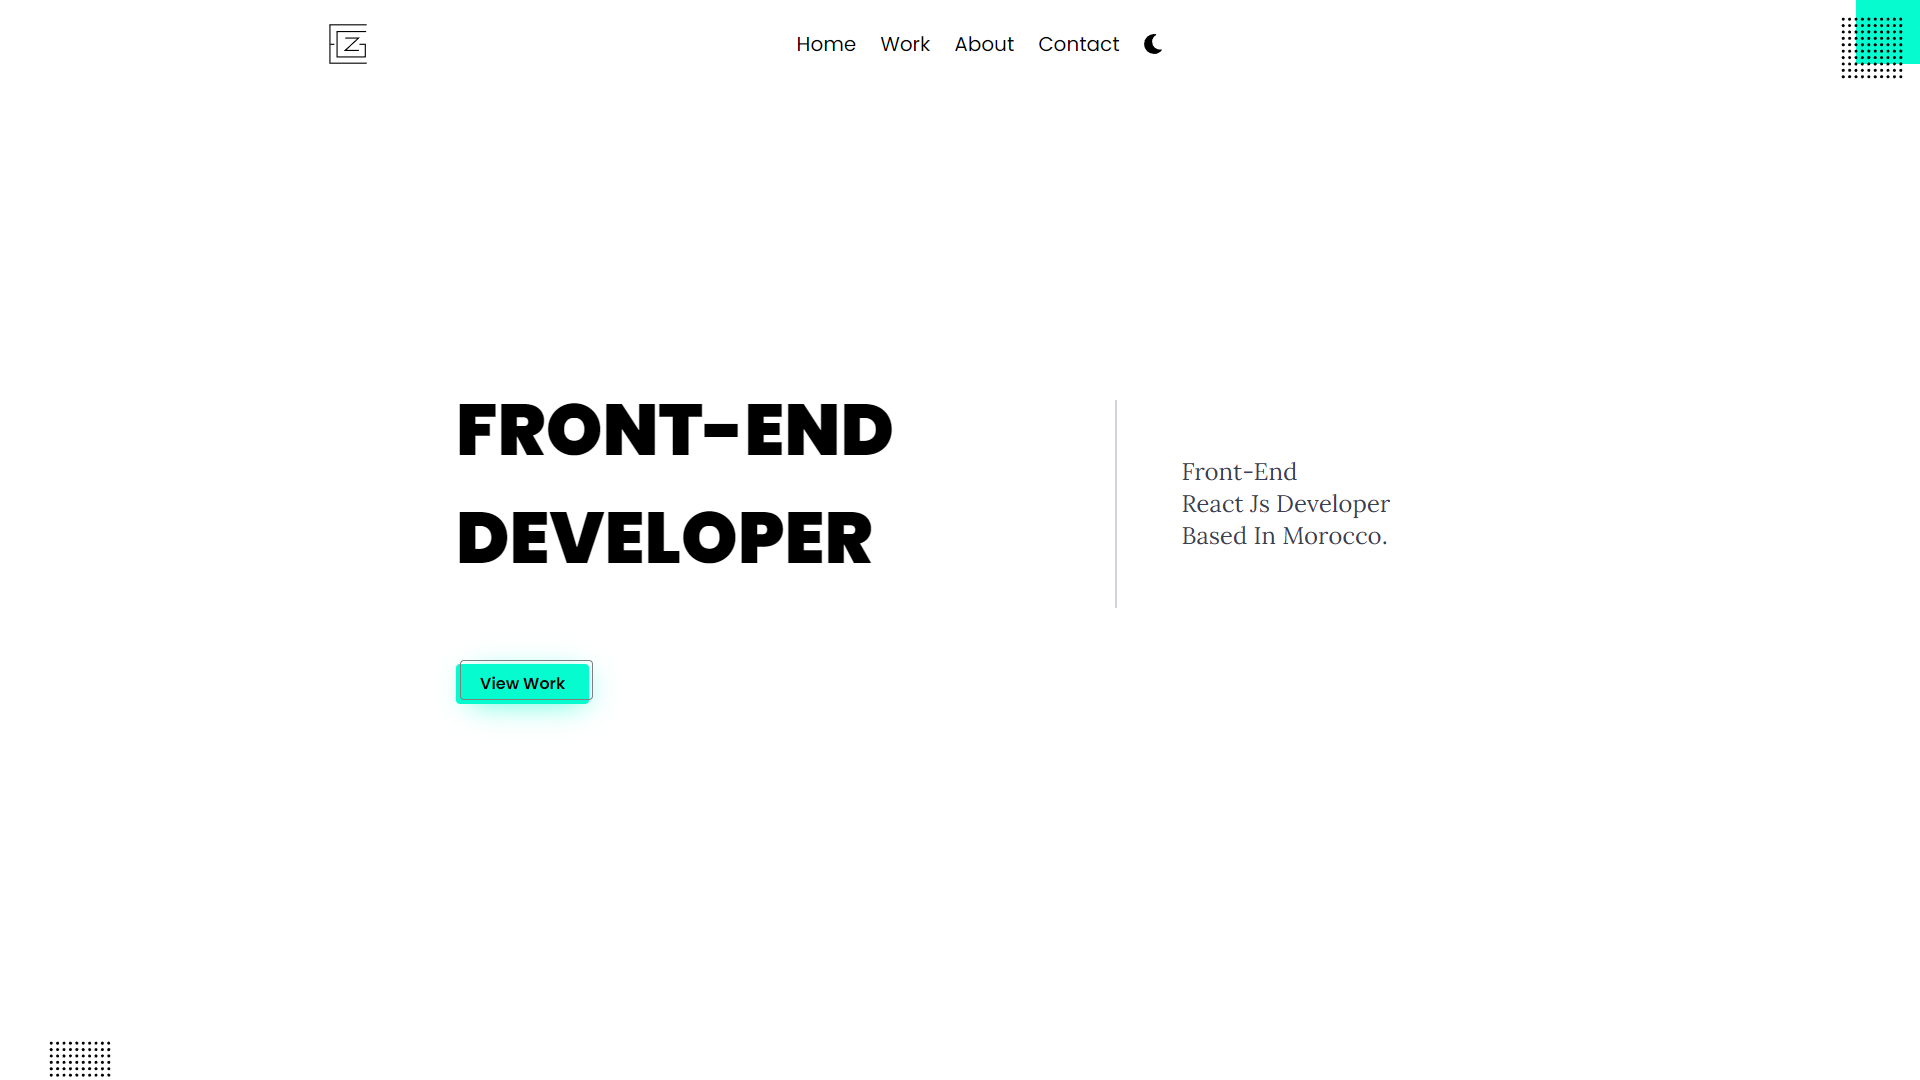 Home Work About Contact
FRONT-END
DEVELOPER
Front-End
React Js Developer
Based In Morocco.
View Work